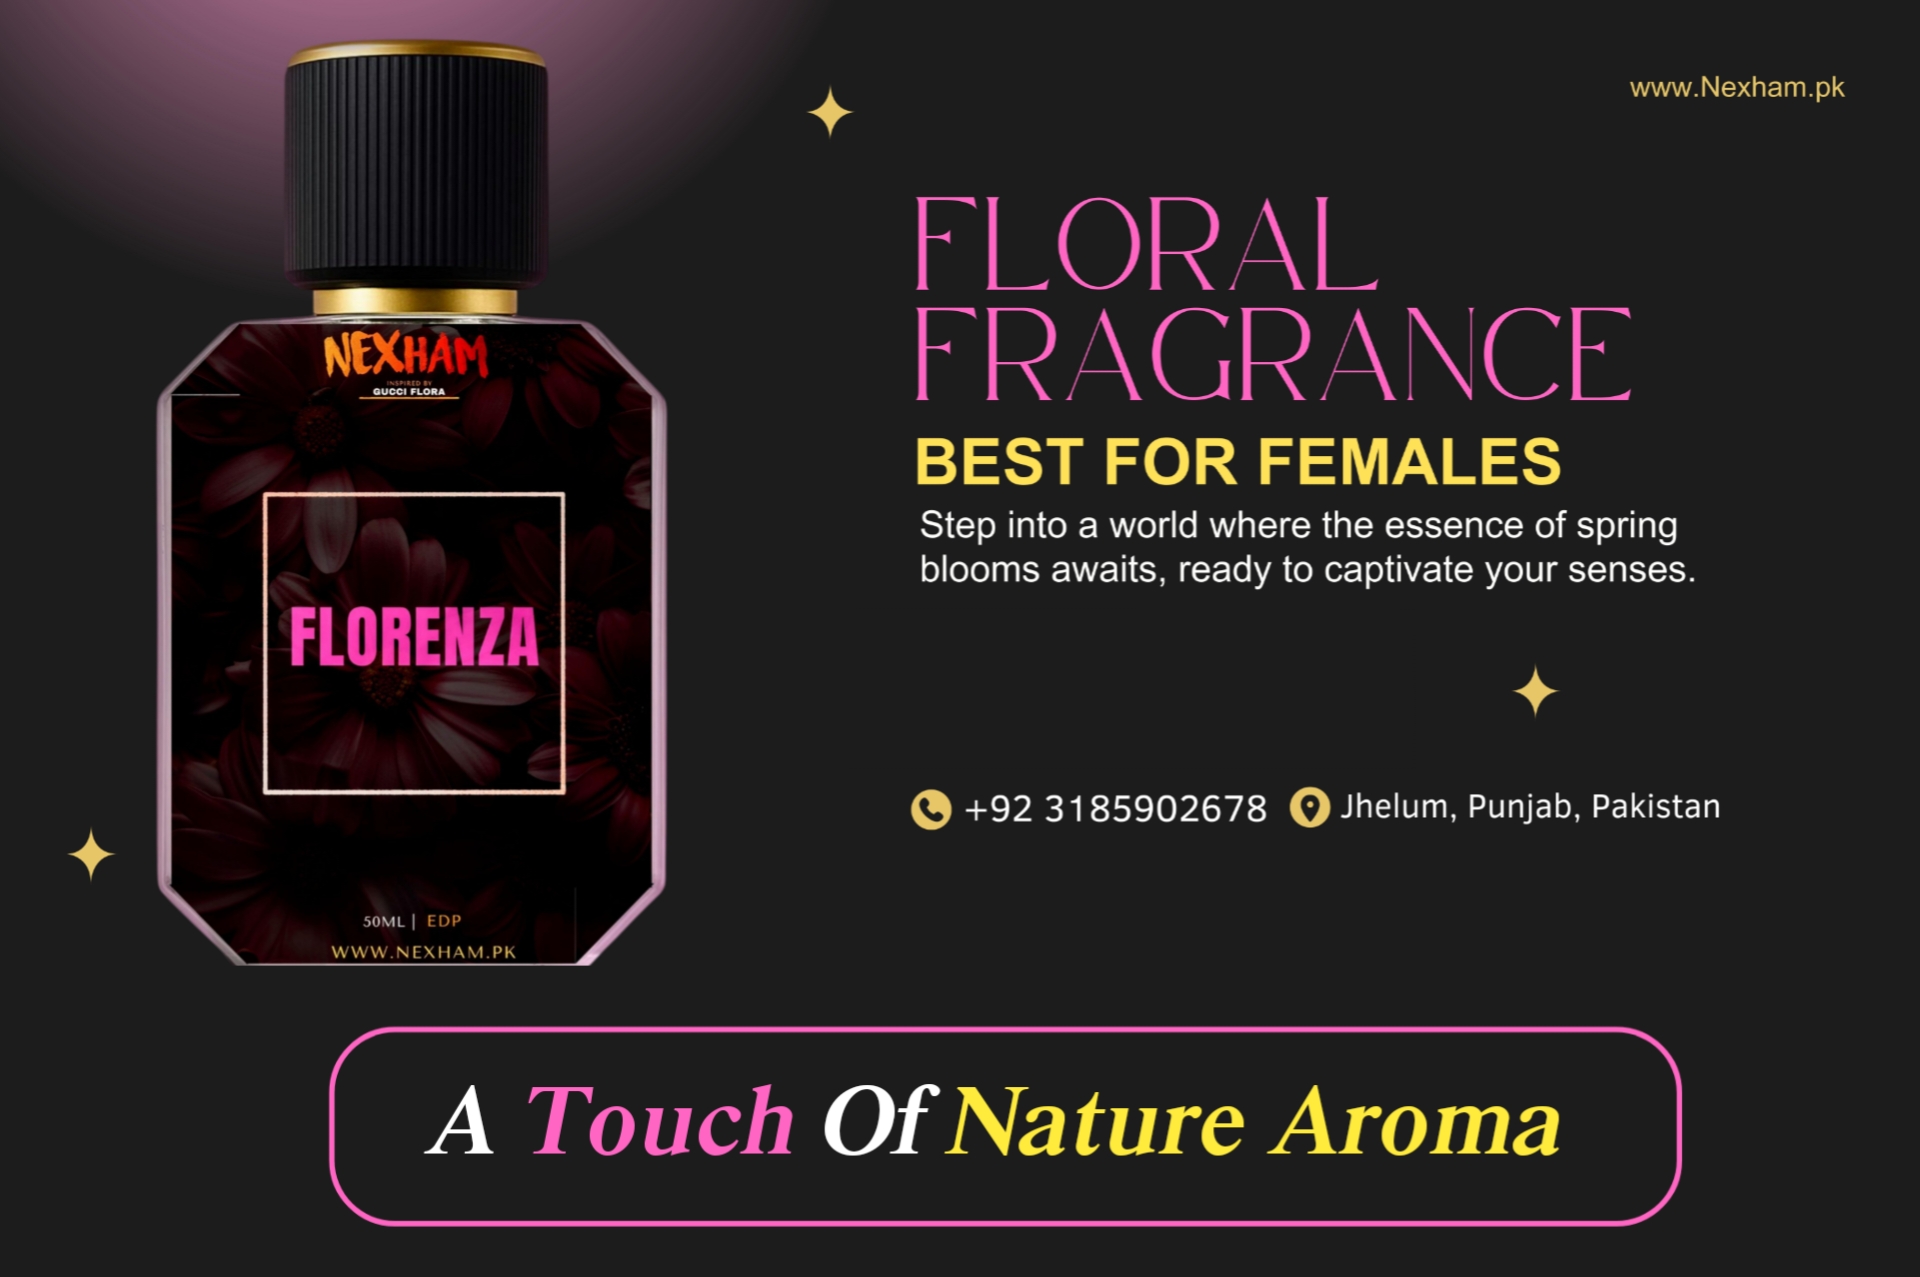 www.Nexham.pk
FLORAL
FRAGRANCE
BEST FOR FEMALES
Step into a world where the essence of spring
blooms awaits, ready to captivate your senses.
+92 3185902678
Jhelum, Punjab, Pakistan
NEXHAM
INSPIRED BY
GUCCI FLORA
FLORENZA
50ML | EDP
WWW.NEXHAM.PK
A Touch Of Nature Aroma